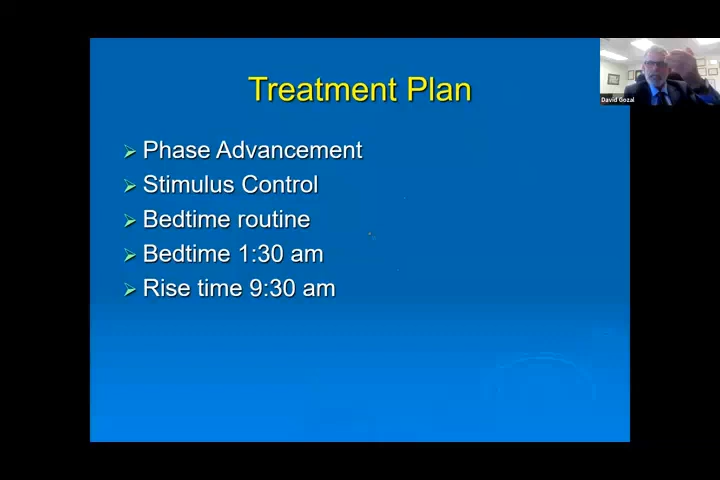 Treatment Plan
David Gozal
Phase Advancement
Stimulus Control
Bedtime routine
Bedtime 1:30 am
Rise time 9:30 am